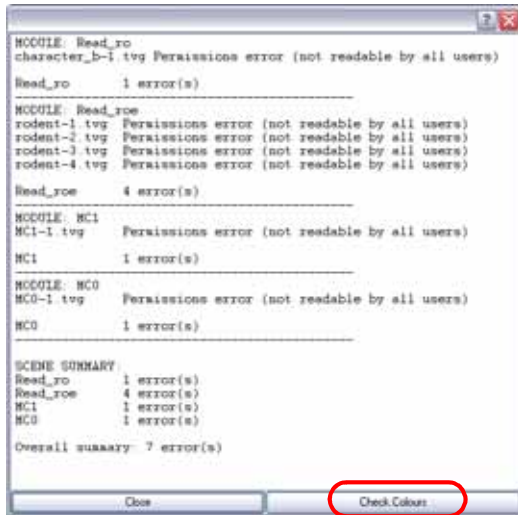 MODULE: Read_ro
character_b-1.tvg Permissions error (not readable by all users)
Read_ro 1 error(s)
MODULE: Read_roe
rodent-1.tvg Permissions error (not readable by all users)
rodent-2.tvg Permissions error (not readable by all users)
rodent-3.tvg Permissions error (not readable by all users)
rodent-4.tvg Permissions error (not readable by all users)
Read_roe 4 error(s)
MODULE: MC1
MC1-1.tvg Permissions error (not readable by all users)
MC1 1 error(s)
MODULE: MC0
MC0-1.tvg Permissions error (not readable by all users)
MC0 1 error(s)
SCENE SUMMARY:
Read_ro 1 error(s)
Read_roe 4 error(s)
MC1 1 error(s)
MC0 1 error(s)
Overall summary: 7 error(s)
Close Check Colours